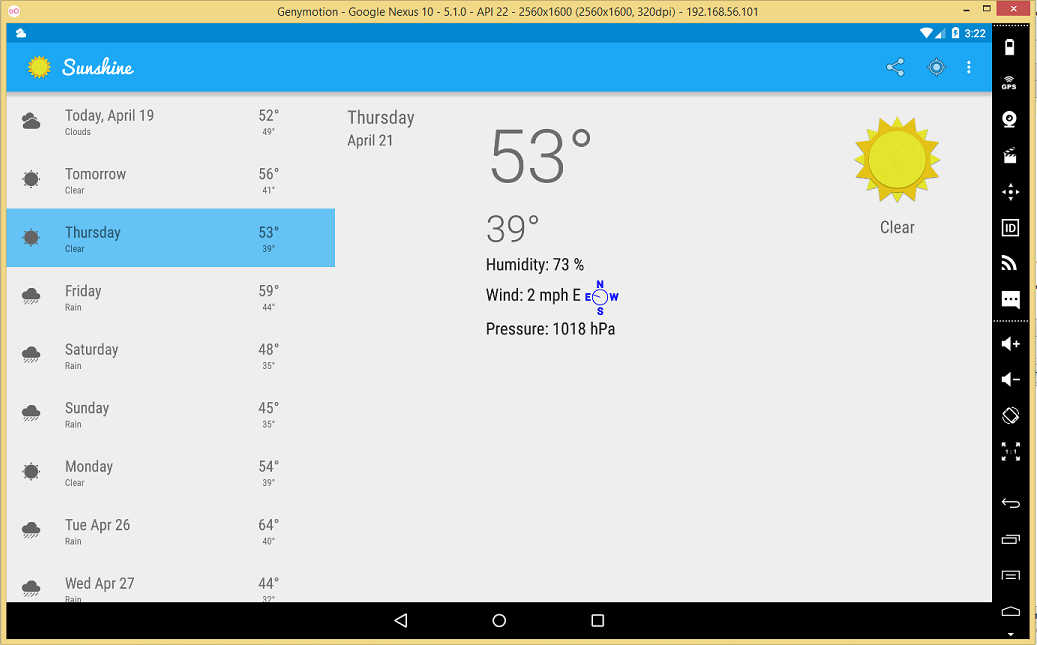 Genymotion - Google Nexus 10 - 5.1.0 - API 22 - 2560x1600 (2560x1600, 320dpi) - 192.168.56.101
3:22
Sunshine
GPS
ID
1:1
Today, April 19 52°
Clouds 49°
Tomorrow 56°
Clear 41°
Thursday 53°
Clear 39°
Friday 59°
Rain 44°
Saturday 48°
Rain 35°
Sunday 45°
Rain 35°
Monday 54°
Clear 39°
Tue Apr 26 64°
Rain 40°
Wed Apr 27 44°
Rain 32°
Thursday
April 21
53°
39°
Humidity: 73 %
Wind: 2 mph E
N
E W
S
Pressure: 1018 hPa
Clear